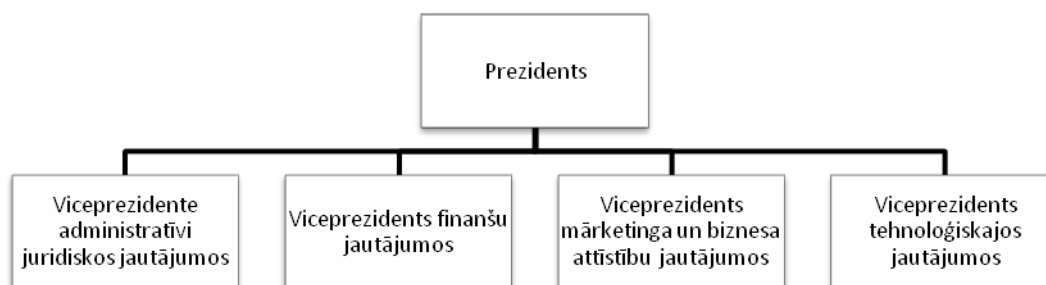 Prezidents
Viceprezidente
administratīvi
juridiskos jautājumos
Viceprezidents finanšu
jautājumos
Viceprezidents
mārketinga un biznesa
attīstību jautājumos
Viceprezidents
tehnoloģiskajos
jautājumos